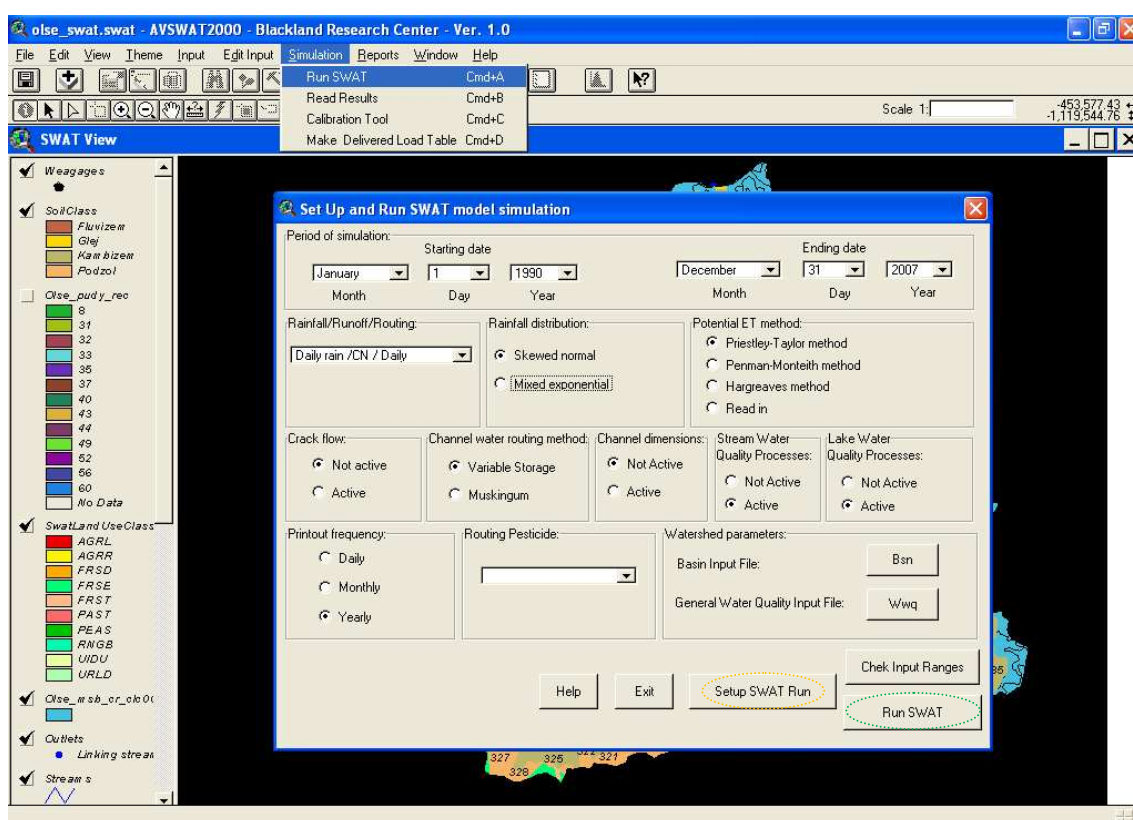 olse_swat.swat - AVSWAT2000 - Blackland Research Center - Ver. 1.0
File Edit View Theme Input Edit Input Simulation Reports Window Help
Run SWAT Cmd+A
Read Results Cmd+B
Calibration Tool Cmd+C
Make Delivered Load Table Cmd+D
Scale 1:
-453,577.43
-1,119,544.76
SWAT View
Weagages
SoilClass
Fluvizem
Glej
Kambizem
Podzol
Olse_pudy_rec
8
31
32
33
35
37
40
43
44
49
52
56
60
No Data
SwatLandUseClass
AGRL
AGRR
FRSD
FRSE
FRST
PAST
PEAS
RNGB
UIDU
URLD
Outlets
Linking stream
Streams
Set Up and Run SWAT model simulation
Period of simulation:
Starting date Ending date
January 1 1990 December 31 2007
Month Day Year Month Day Year
Rainfall/Runoff/Routing:
Daily rain /CN / Daily
Rainfall distribution:
Skewed normal
Mixed exponential
Potential ET method:
Priestley-Taylor method
Penman-Monteith method
Hargreaves method
Read in
Crack flow:
Not active
Active
Channel water routing method:
Variable Storage
Muskingum
Channel dimensions:
Not Active
Active
Stream Water
Quality Processes:
Not Active
Active
Lake Water
Quality Processes:
Not Active
Active
Printout frequency:
Daily
Monthly
Yearly
Routing Pesticide:
Watershed parameters:
Basin Input File: Bsn
General Water Quality Input File: Wwq
Chek Input Ranges
Help Exit Setup SWAT Run
Run SWAT
327 325 321
328